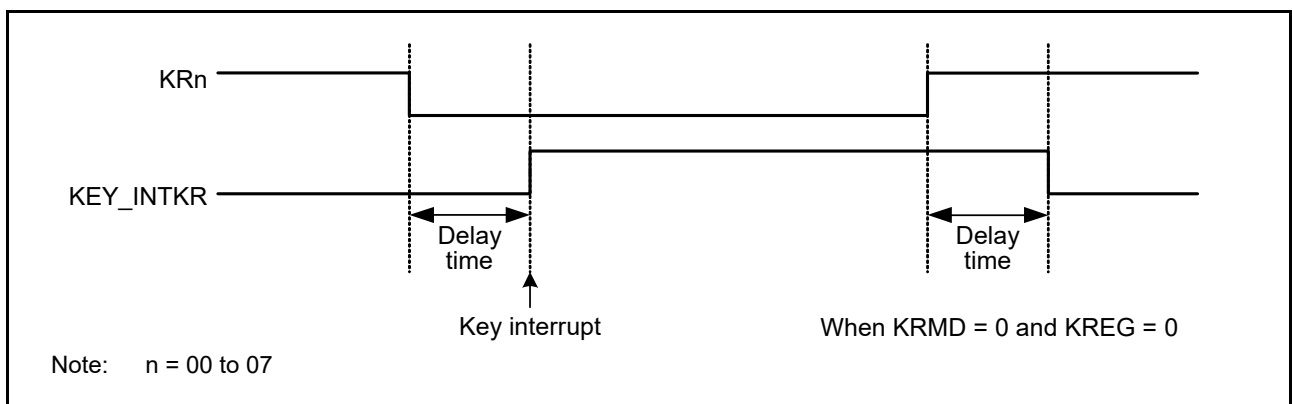 KRn
KEY_INTKR
Delay
time
Delay
time
Key interrupt
When KRMD = 0 and KREG = 0
Note: n = 00 to 07